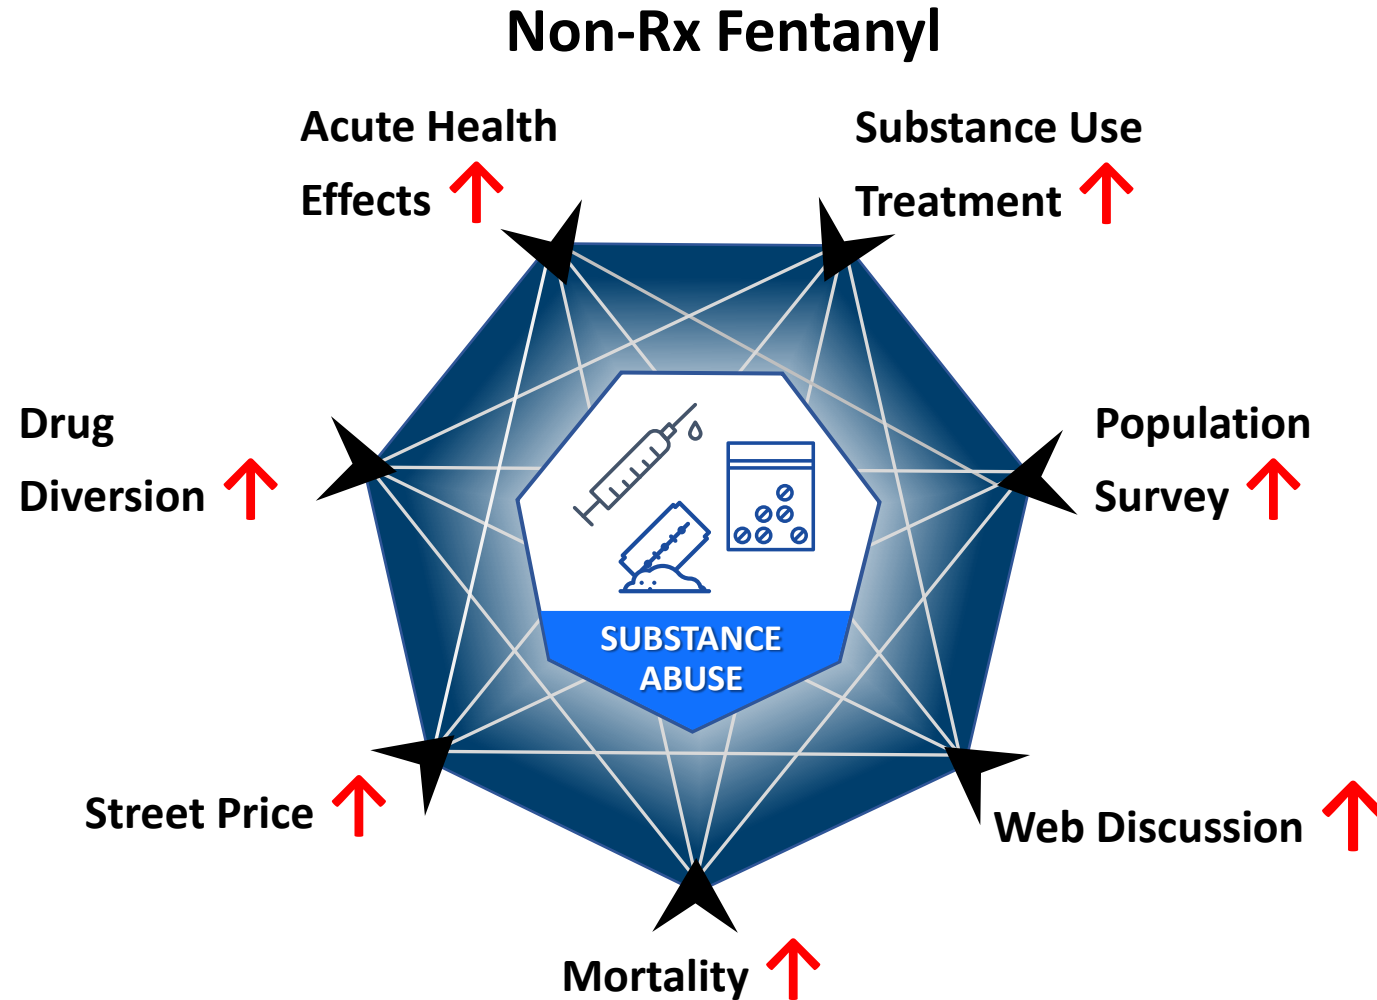 Non-Rx Fentanyl
Acute Health
Effects
Substance Use
Treatment
Drug
Diversion
Population
Survey
SUBSTANCE
ABUSE
Street Price
Web Discussion
Mortality